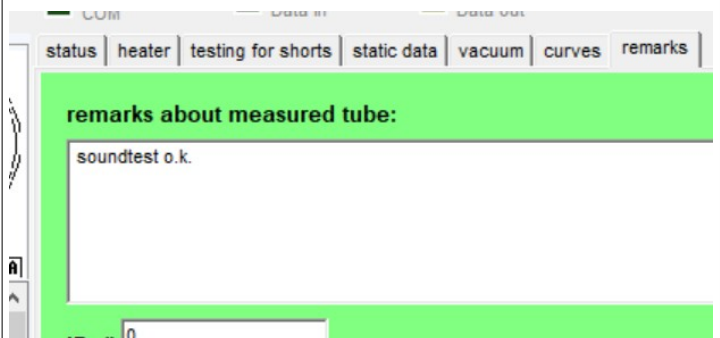 COM Data in Data out
status heater testing for shorts static data vacuum curves remarks
remarks about measured tube:
soundtest o.k.
A
0